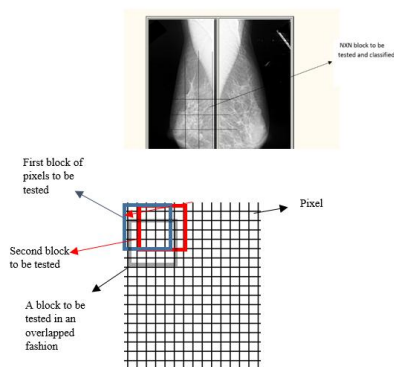 NXN block to be
tested and classified
First block of
pixels to be
tested
Pixel
Second block
to be tested
A block to be
tested in an
overlapped
fashion